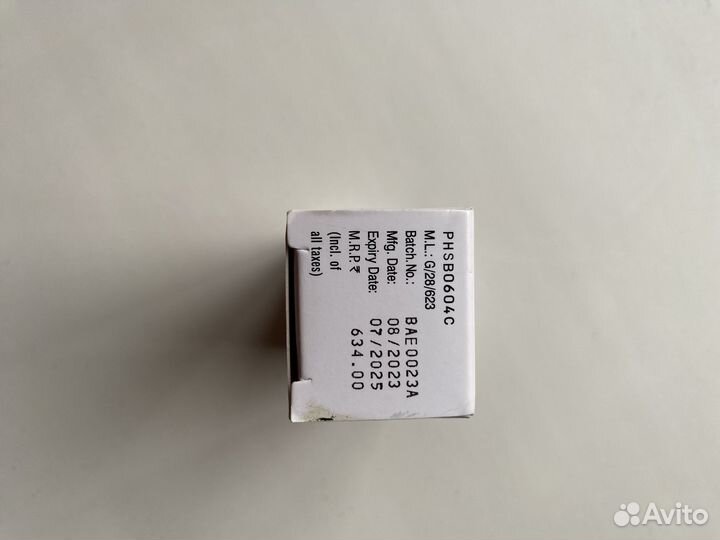 PHSB0604C
M.L.: G/28/623
Batch.No.: BAE0023A
Mfg. Date: 08/2023
Expiry Date: 07/2025
M.R.P.₹ 634.00
(Incl. of
all taxes)
Avito